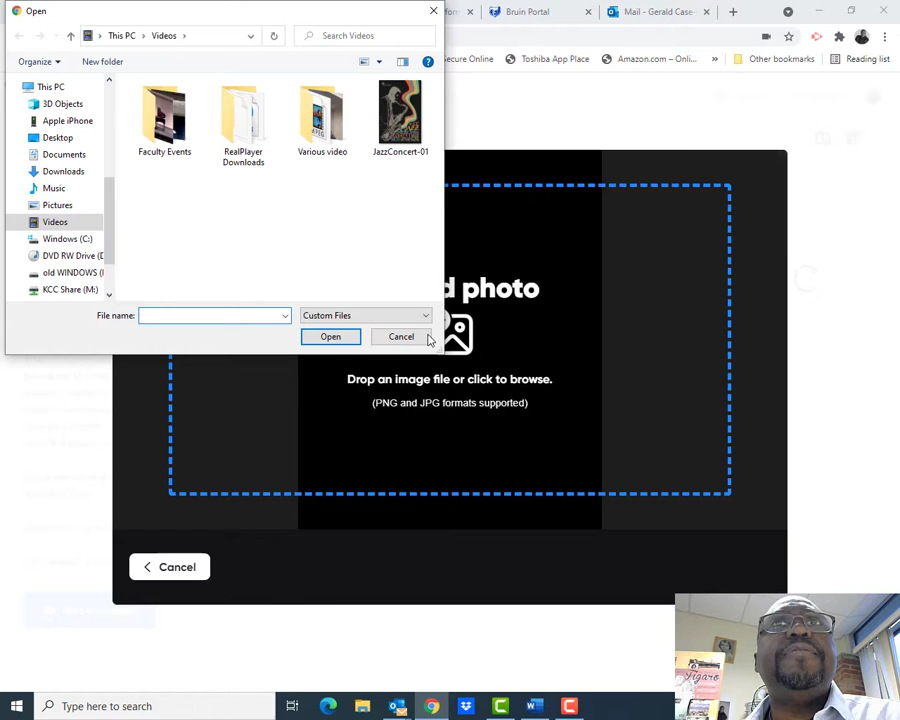 Open
form
Bruin Portal
Mail - Gerald Case-
This PC
Videos
Search Videos
Secure Online
Toshiba App Place
Amazon.com – Onli...
»
Other bookmarks
Reading list
Organize
New folder
This PC
3D Objects
Apple iPhone
Desktop
Documents
Downloads
Music
Pictures
Videos
Windows (C:)
DVD RW Drive (D
old WINDOWS (
KCC Share (M:)
Faculty Events
RealPlayer Downloads
Various video
JazzConcert-01
File name:
Custom Files
Open
Cancel
d photo
Drop an image file or click to browse.
(PNG and JPG formats supported)
Cancel
Figaro
Type here to search